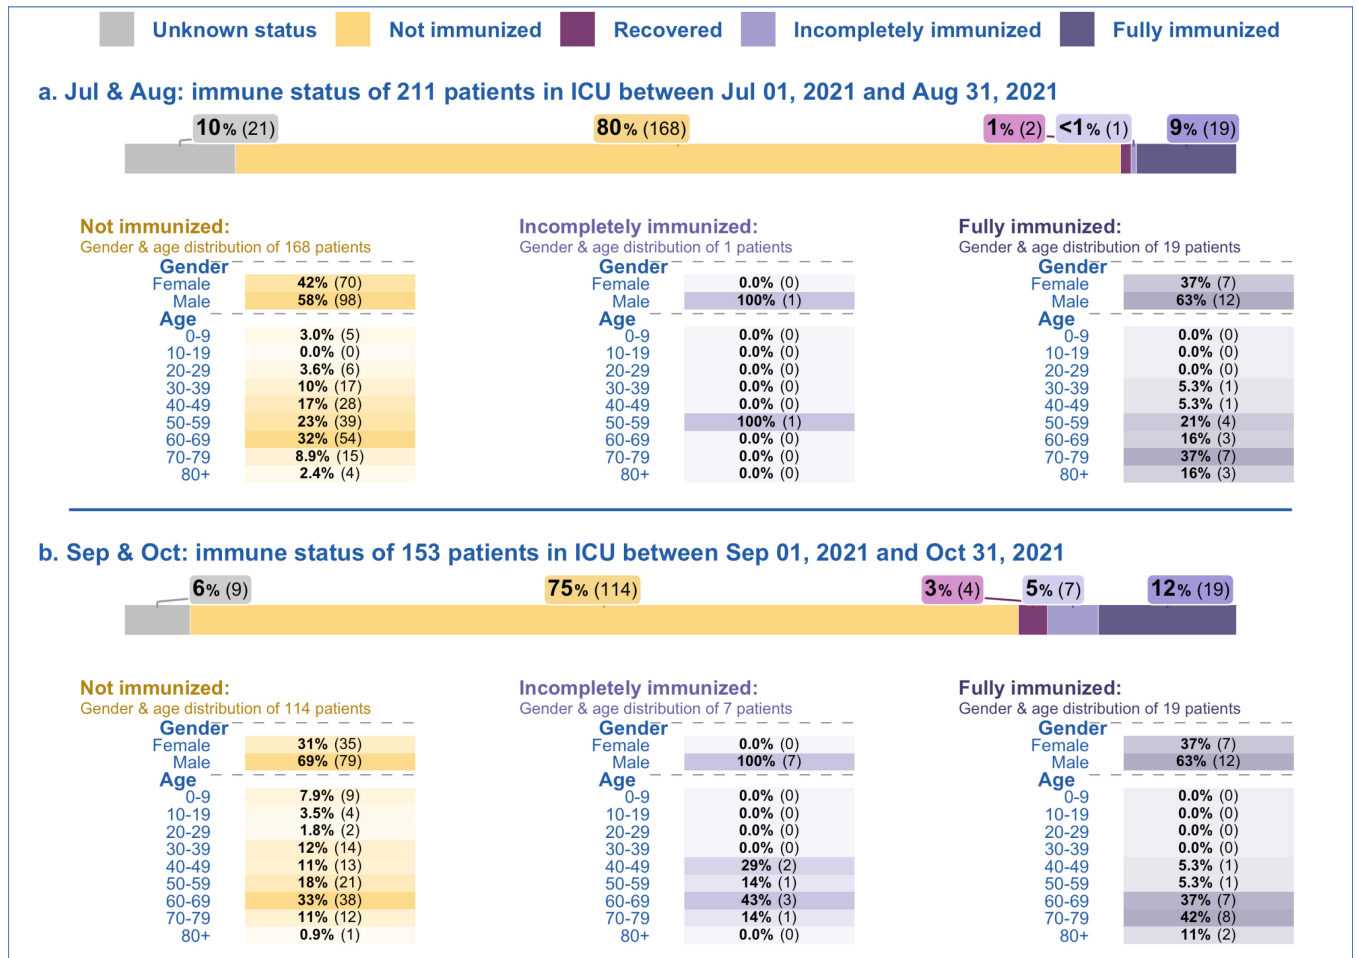 Unknown status Not immunized Recovered Incompletely immunized Fully immunized
a. Jul & Aug: immune status of 211 patients in ICU between Jul 01, 2021 and Aug 31, 2021
10% (21) 80% (168) 1% (2) <1% (1) 9% (19)
Not immunized: Incompletely immunized: Fully immunized:
Gender & age distribution of 168 patients Gender & age distribution of 1 patients Gender & age distribution of 19 patients
Gender Gender Gender
Female 42% (70) Female 0.0% (0) Female 37% (7)
Male 58% (98) Male 100% (1) Male 63% (12)
Age Age Age
0-9 3.0% (5) 0-9 0.0% (0) 0-9 0.0% (0)
10-19 0.0% (0) 10-19 0.0% (0) 10-19 0.0% (0)
20-29 3.6% (6) 20-29 0.0% (0) 20-29 0.0% (0)
30-39 10% (17) 30-39 0.0% (0) 30-39 5.3% (1)
40-49 17% (28) 40-49 0.0% (0) 40-49 5.3% (1)
50-59 23% (39) 50-59 100% (1) 50-59 21% (4)
60-69 32% (54) 60-69 0.0% (0) 60-69 16% (3)
70-79 8.9% (15) 70-79 0.0% (0) 70-79 37% (7)
80+ 2.4% (4) 80+ 0.0% (0) 80+ 16% (3)
b. Sep & Oct: immune status of 153 patients in ICU between Sep 01, 2021 and Oct 31, 2021
6% (9) 75% (114) 3% (4) 5% (7) 12% (19)
Not immunized: Incompletely immunized: Fully immunized:
Gender & age distribution of 114 patients Gender & age distribution of 7 patients Gender & age distribution of 19 patients
Gender Gender Gender
Female 31% (35) Female 0.0% (0) Female 37% (7)
Male 69% (79) Male 100% (7) Male 63% (12)
Age Age Age
0-9 7.9% (9) 0-9 0.0% (0) 0-9 0.0% (0)
10-19 3.5% (4) 10-19 0.0% (0) 10-19 0.0% (0)
20-29 1.8% (2) 20-29 0.0% (0) 20-29 0.0% (0)
30-39 12% (14) 30-39 0.0% (0) 30-39 0.0% (0)
40-49 11% (13) 40-49 29% (2) 40-49 5.3% (1)
50-59 18% (21) 50-59 14% (1) 50-59 5.3% (1)
60-69 33% (38) 60-69 43% (3) 60-69 37% (7)
70-79 11% (12) 70-79 14% (1) 70-79 42% (8)
80+ 0.9% (1) 80+ 0.0% (0) 80+ 11% (2)